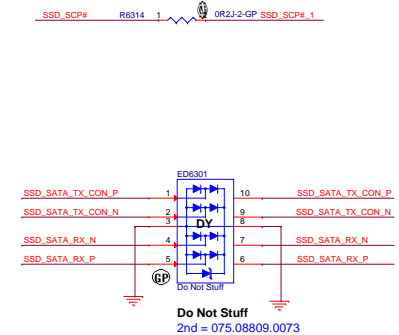 SSD_SCP# R6314 1 0R2J-2-GP SSD_SCP#_1
ED6301
SSD_SATA_TX_CON_P 1 10 SSD_SATA_TX_CON_P
SSD_SATA_TX_CON_N 2 9 SSD_SATA_TX_CON_N
3 DY 8
SSD_SATA_RX_N 4 7 SSD_SATA_RX_N
SSD_SATA_RX_P 5 6 SSD_SATA_RX_P
GP
Do Not Stuff
Do Not Stuff
2nd = 075.08809.0073